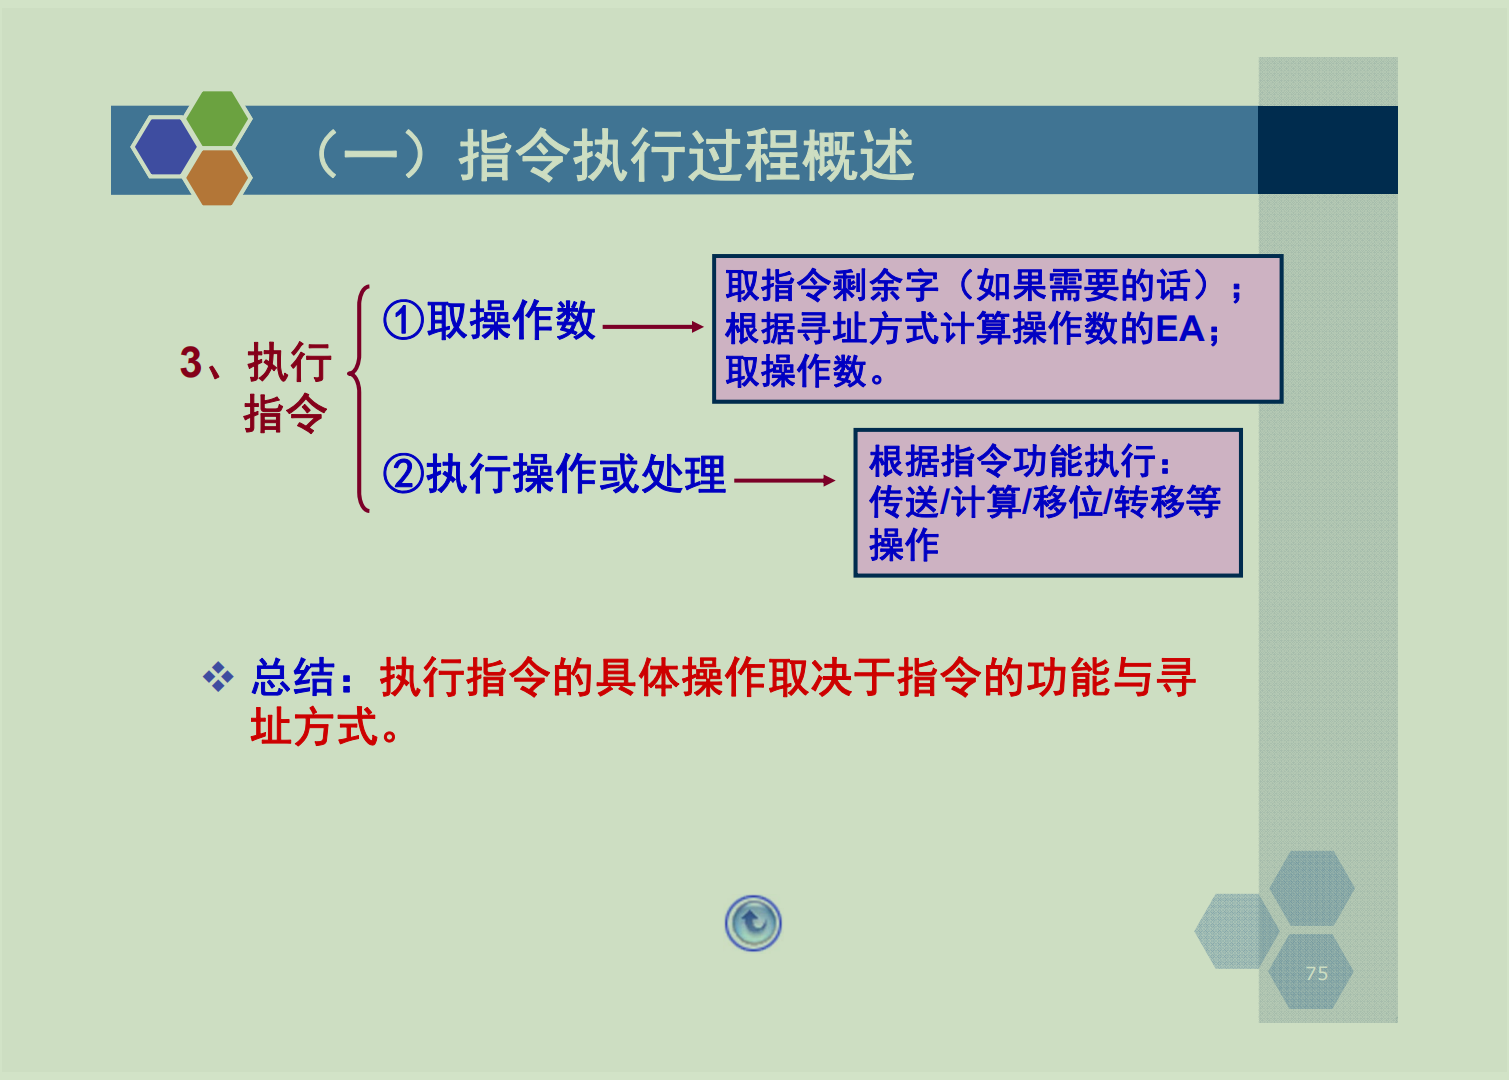 （一）指令执行过程概述
取指令剩余字（如果需要的话）；
①取操作数
根据寻址方式计算操作数的EA；
取操作数。
3、执行
指令
②执行操作或处理
根据指令功能执行：
传送/计算/移位/转移等
操作
总结：执行指令的具体操作取决于指令的功能与寻
址方式。
75